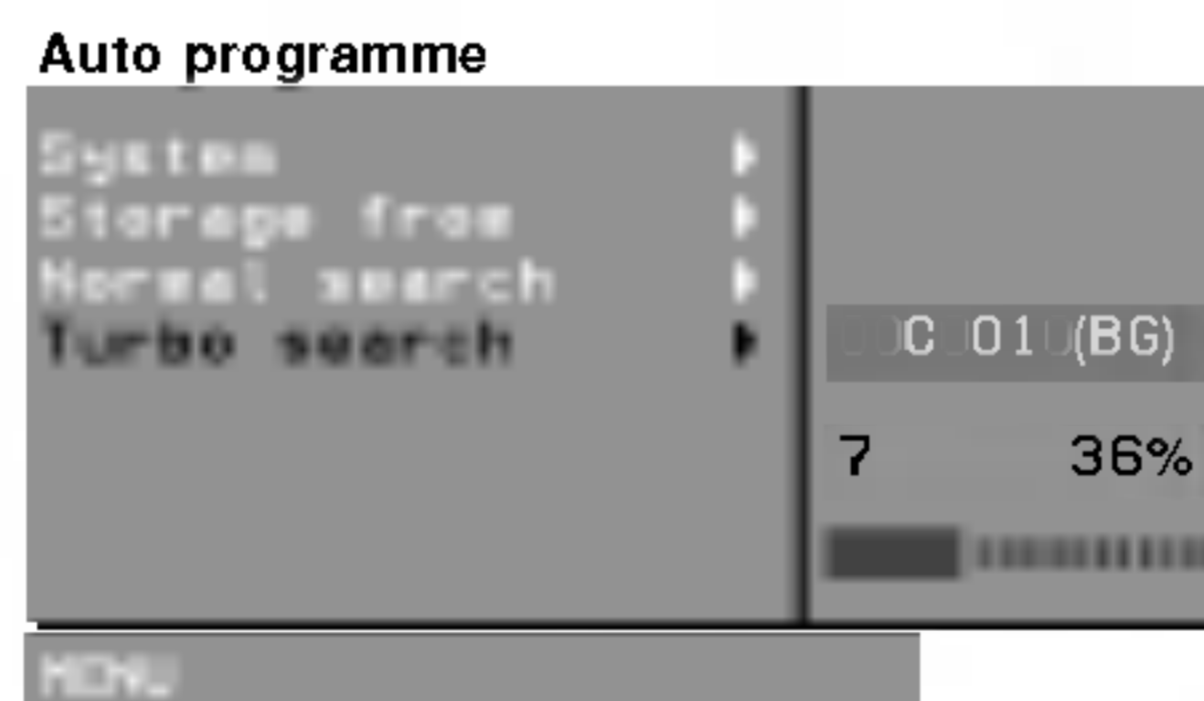 Auto programme
System
Storage from
Normal search
Turbo search
C 01 (BG)
7 36%
MENU